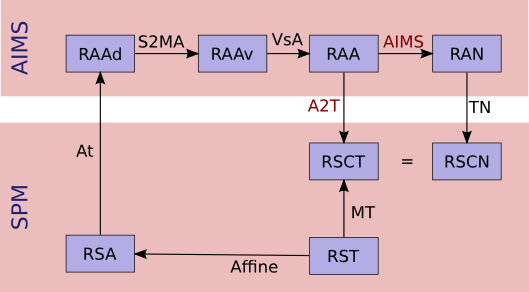 AIMS
RAAd
S2MA
RAAv
VsA
RAA
AIMS
RAN
A2T
TN
At
SPM
RSCT
=
RSCN
MT
RSA
Affine
RST